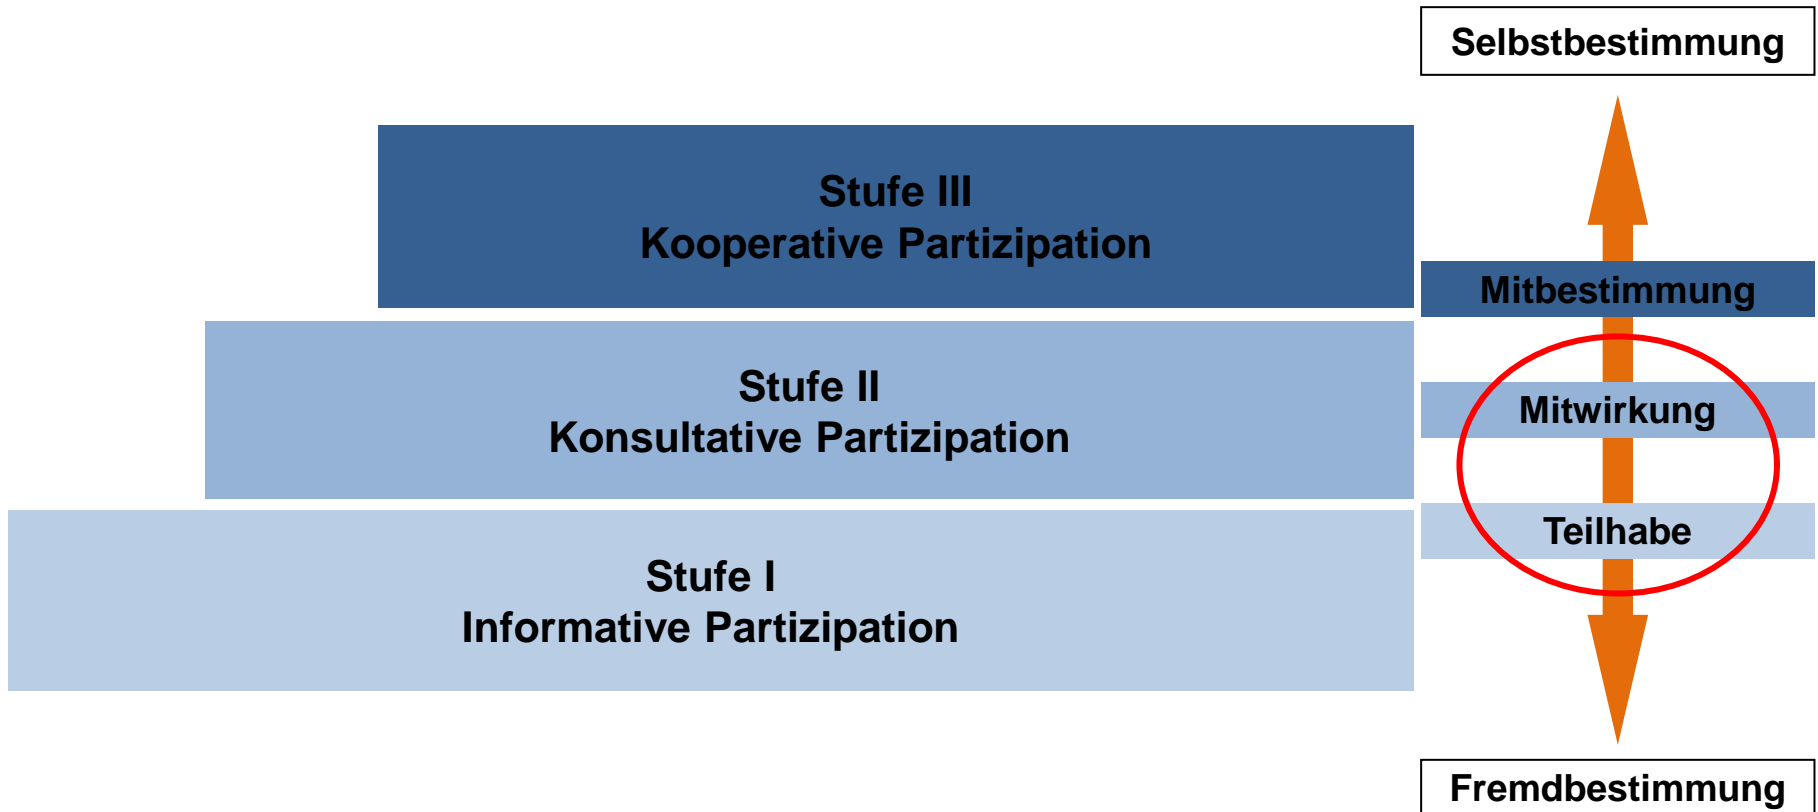 Selbstbestimmung
Stufe III
Kooperative Partizipation
Mitbestimmung
Stufe II
Konsultative Partizipation
Mitwirkung
Teilhabe
Stufe I
Informative Partizipation
Fremdbestimmung